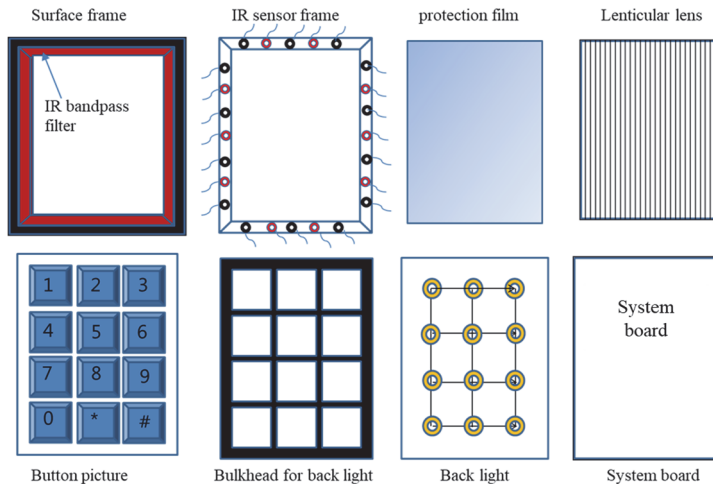 Surface frame
IR sensor frame
protection film
Lenticular lens
IR bandpass
filter
1 2 3
4 5 6
7 8 9
0 * #
System
board
Button picture
Bulkhead for back light
Back light
System board